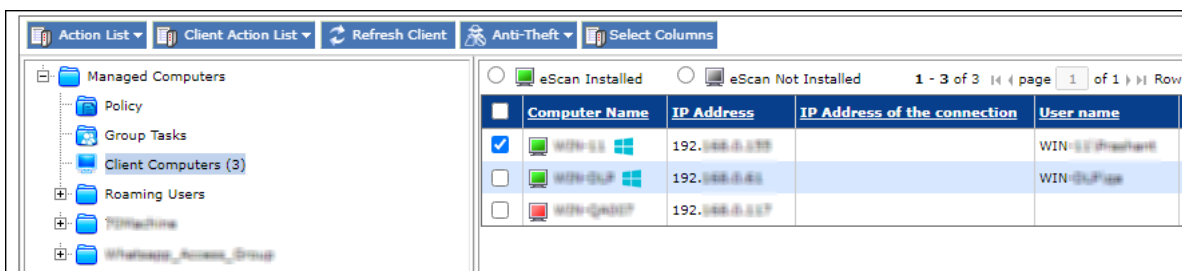 Action List Client Action List Refresh Client Anti-Theft Select Columns
Managed Computers
Policy
Group Tasks
Client Computers (3)
Roaming Users
eScan Installed eScan Not Installed 1 - 3 of 3 page 1 of 1 Row
Computer Name IP Address IP Address of the connection User name
192. WIN-
192. WIN-
192.